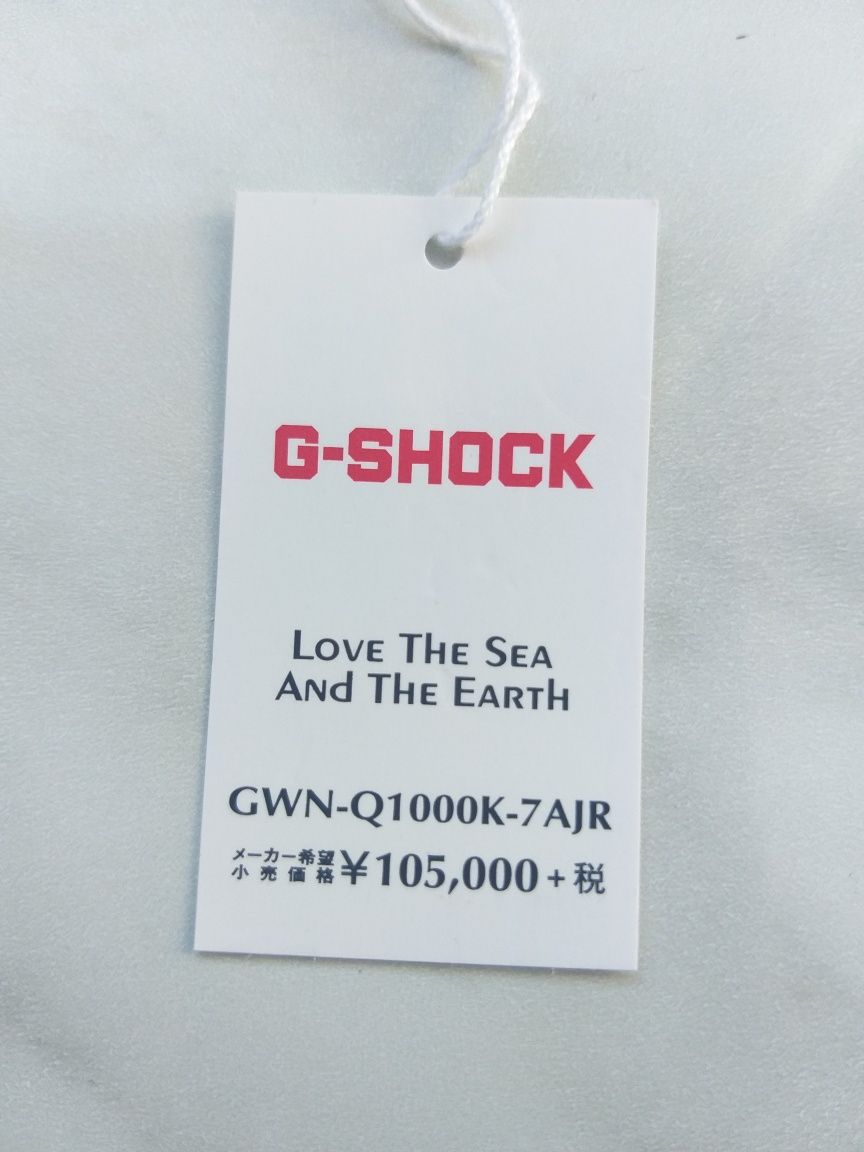 G-SHOCK
LOVE THE SEA
AND THE EARTH
GWN-Q1000K-7AJR
メーカー希望
小売価格 ¥105,000+税